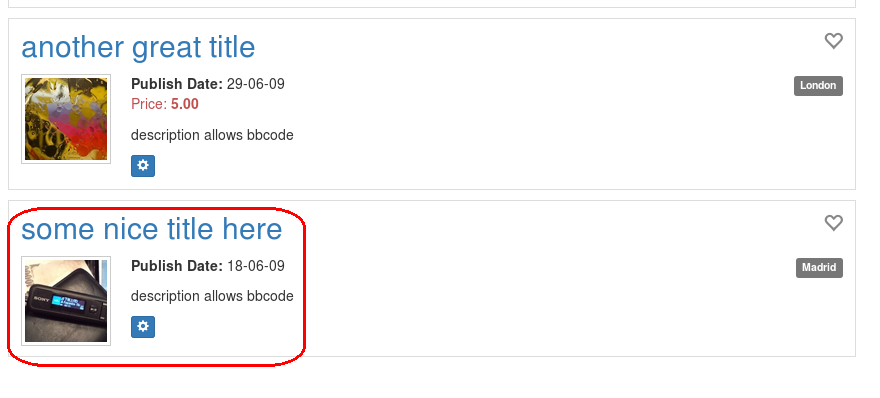 another great title
Publish Date: 29-06-09
London
Price: 5.00
description allows bbcode
some nice title here
Publish Date: 18-06-09
Madrid
description allows bbcode
SONY